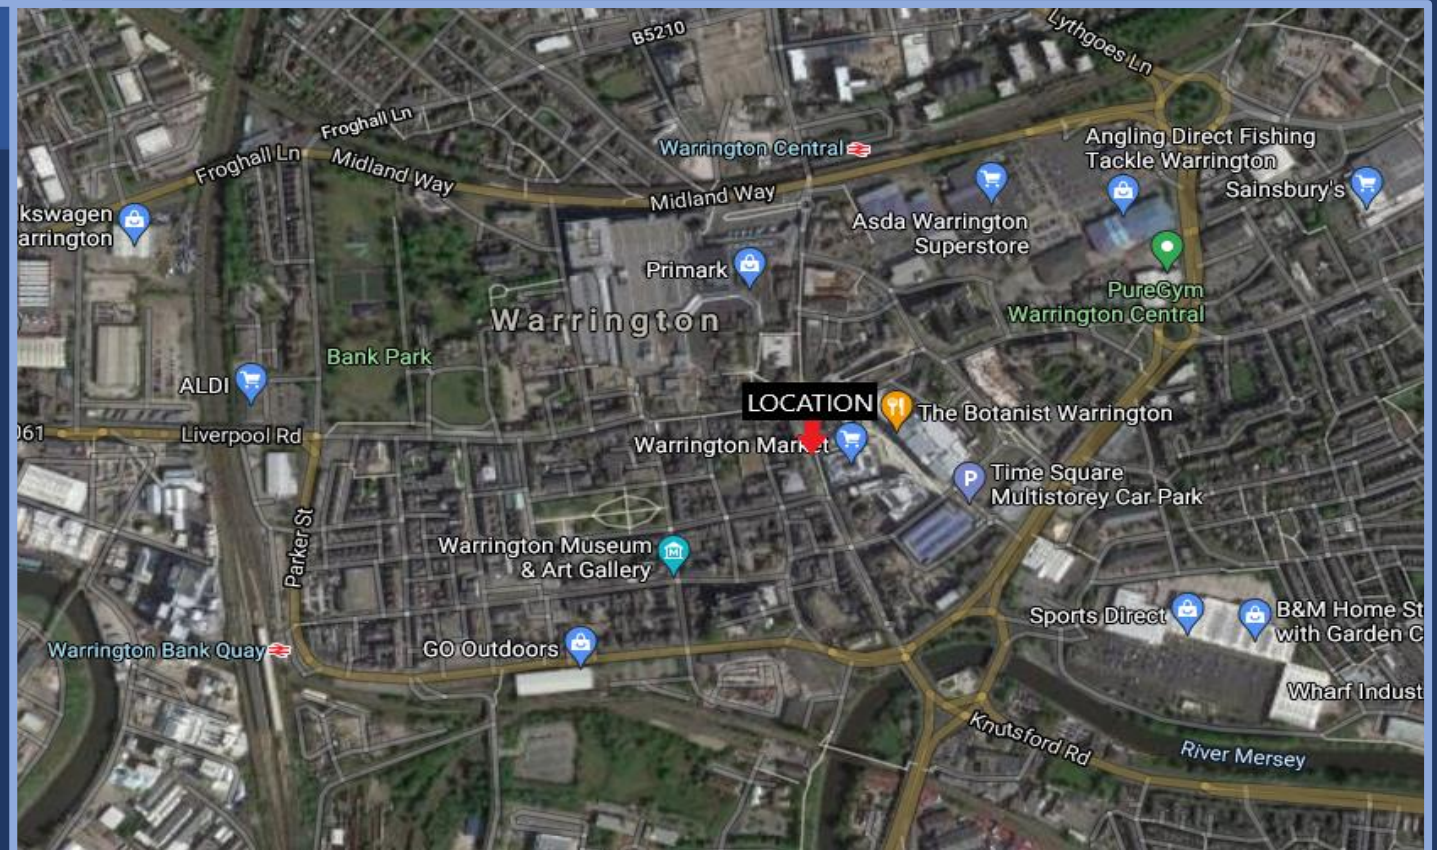 B5210
Lythgoes Ln
Froghall Ln
Froghall Ln
Midland Way
Warrington Central
Midland Way
Angling Direct Fishing
Tackle Warrington
Sainsbury's
kswagen
arrington
Asda Warrington
Superstore
Primark
PureGym
Warrington Central
Warrington
Bank Park
ALDI
LOCATION
The Botanist Warrington
061
Liverpool Rd
Warrington Market
Time Square
Multistorey Car Park
P
Parker St
Warrington Museum
& Art Gallery
M
Sports Direct
B&M Home St
with Garden C
Warrington Bank Quay
GO Outdoors
Wharf Indust
Knutsford Rd
River Mersey